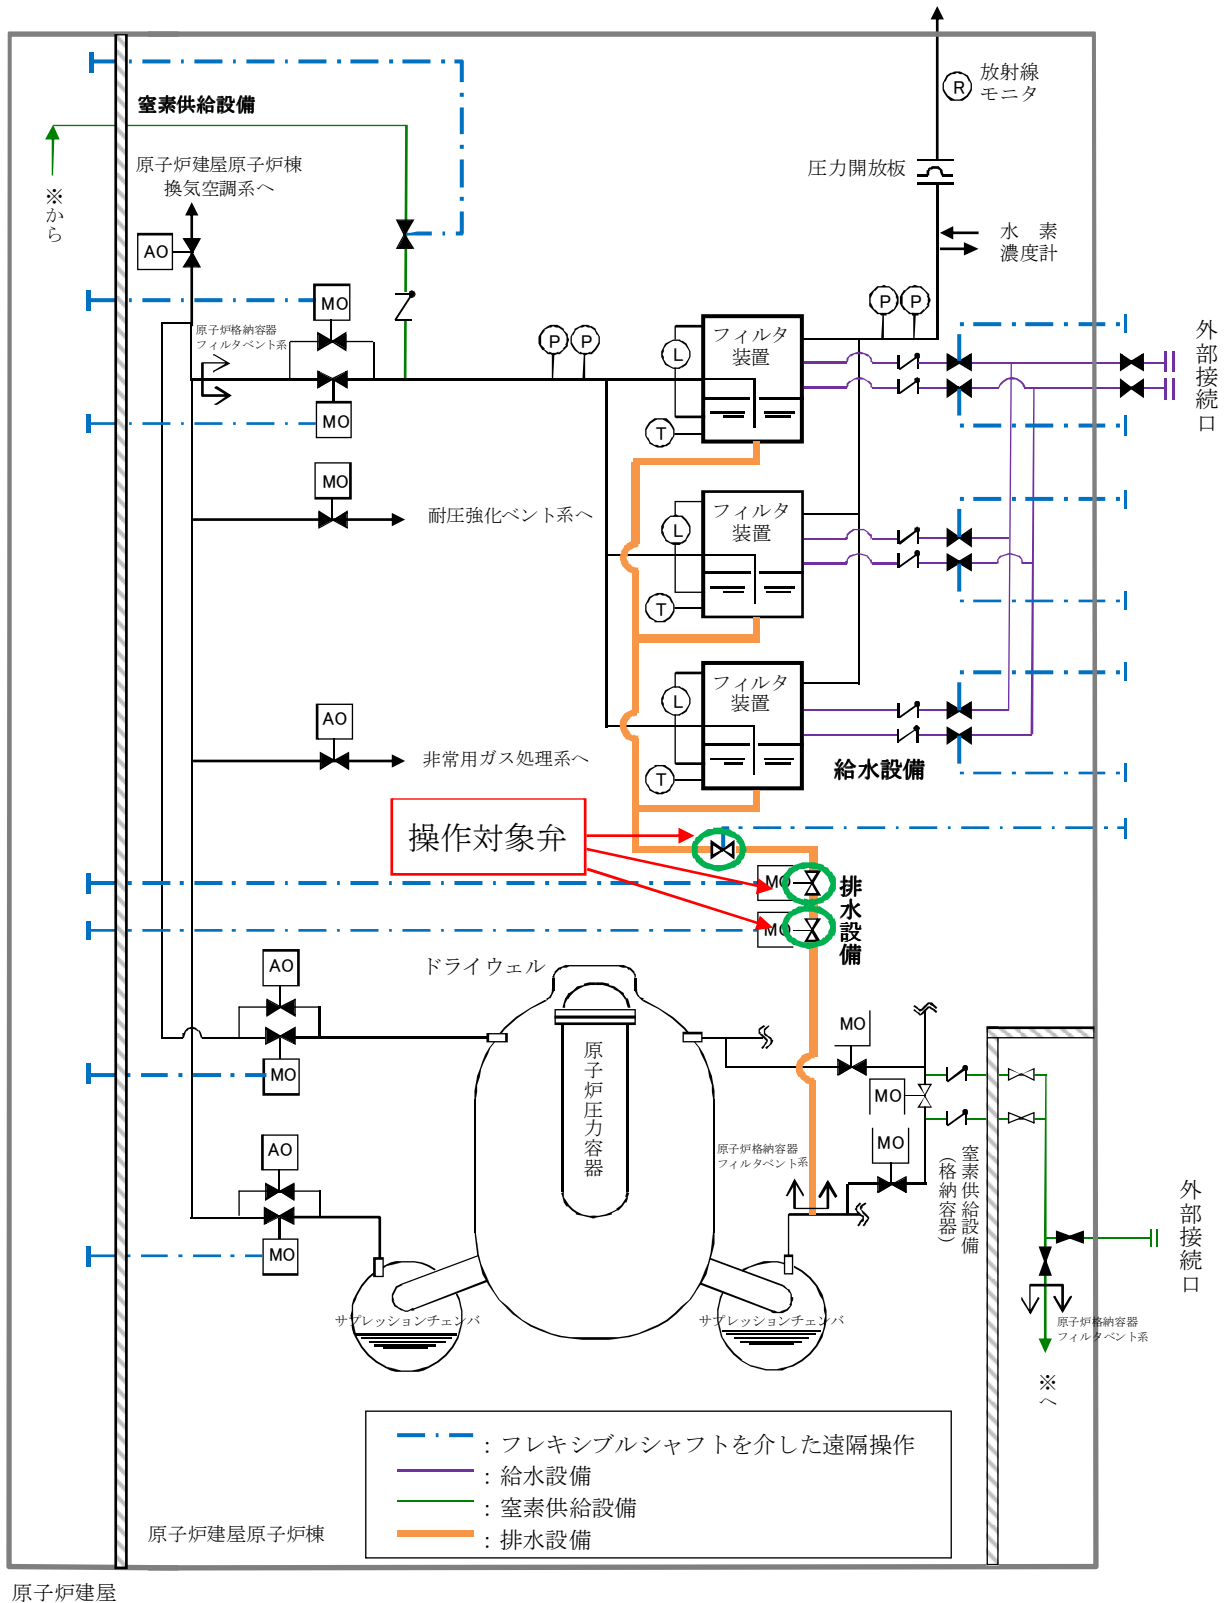 放射線
モニタ
R
窒素供給設備
圧力開放板
原子炉建屋原子炉棟
換気空調系へ
※から
水 素
濃度計
AO
MO
P
P
原子炉格納容器
フィルタベント系
P
P
フィルタ
装置
L
T
外部接続口
MO
MO
耐圧強化ベント系へ
フィルタ
装置
L
T
フィルタ
装置
L
T
AO
非常用ガス処理系へ
給水設備
操作対象弁
MO
MO
排水設備
ドライウェル
AO
MO
原子炉圧力容器
MO
MO
MO
AO
MO
原子炉格納容器
フィルタベント系
窒素供給設備
(格納容器)
外部接続口
サプレッションチェンバ
サプレッションチェンバ
原子炉格納容器
フィルタベント系
※へ
：フレキシブルシャフトを介した遠隔操作
：給水設備
：窒素供給設備
：排水設備
原子炉建屋原子炉棟
原子炉建屋